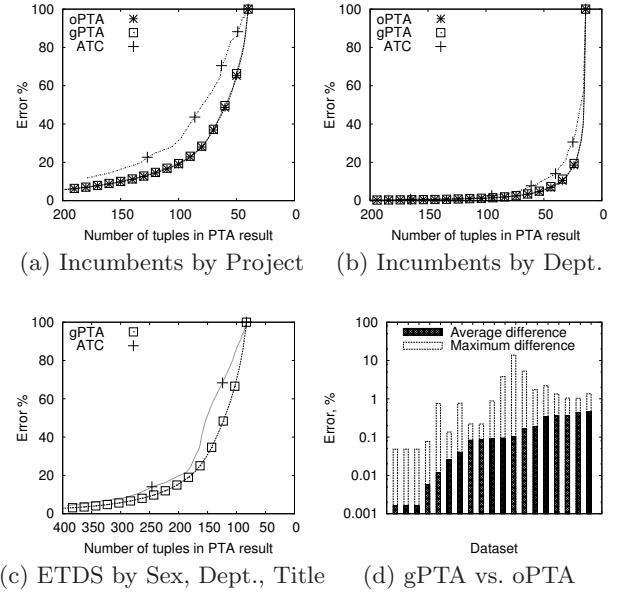 100
80
60
40
20
0
Error %
oPTA
gPTA
ATC
200 150 100 50 0
Number of tuples in PTA result
(a) Incumbents by Project
100
80
60
40
20
0
Error %
oPTA
gPTA
ATC
200 150 100 50 0
Number of tuples in PTA result
(b) Incumbents by Dept.
100
80
60
40
20
0
Error %
gPTA
ATC
400 350 300 250 200 150 100 50 0
Number of tuples in PTA result
(c) ETDS by Sex, Dept., Title
100
10
1
0.1
0.01
0.001
Error, %
Average difference
Maximum difference
Dataset
(d) gPTA vs. oPTA